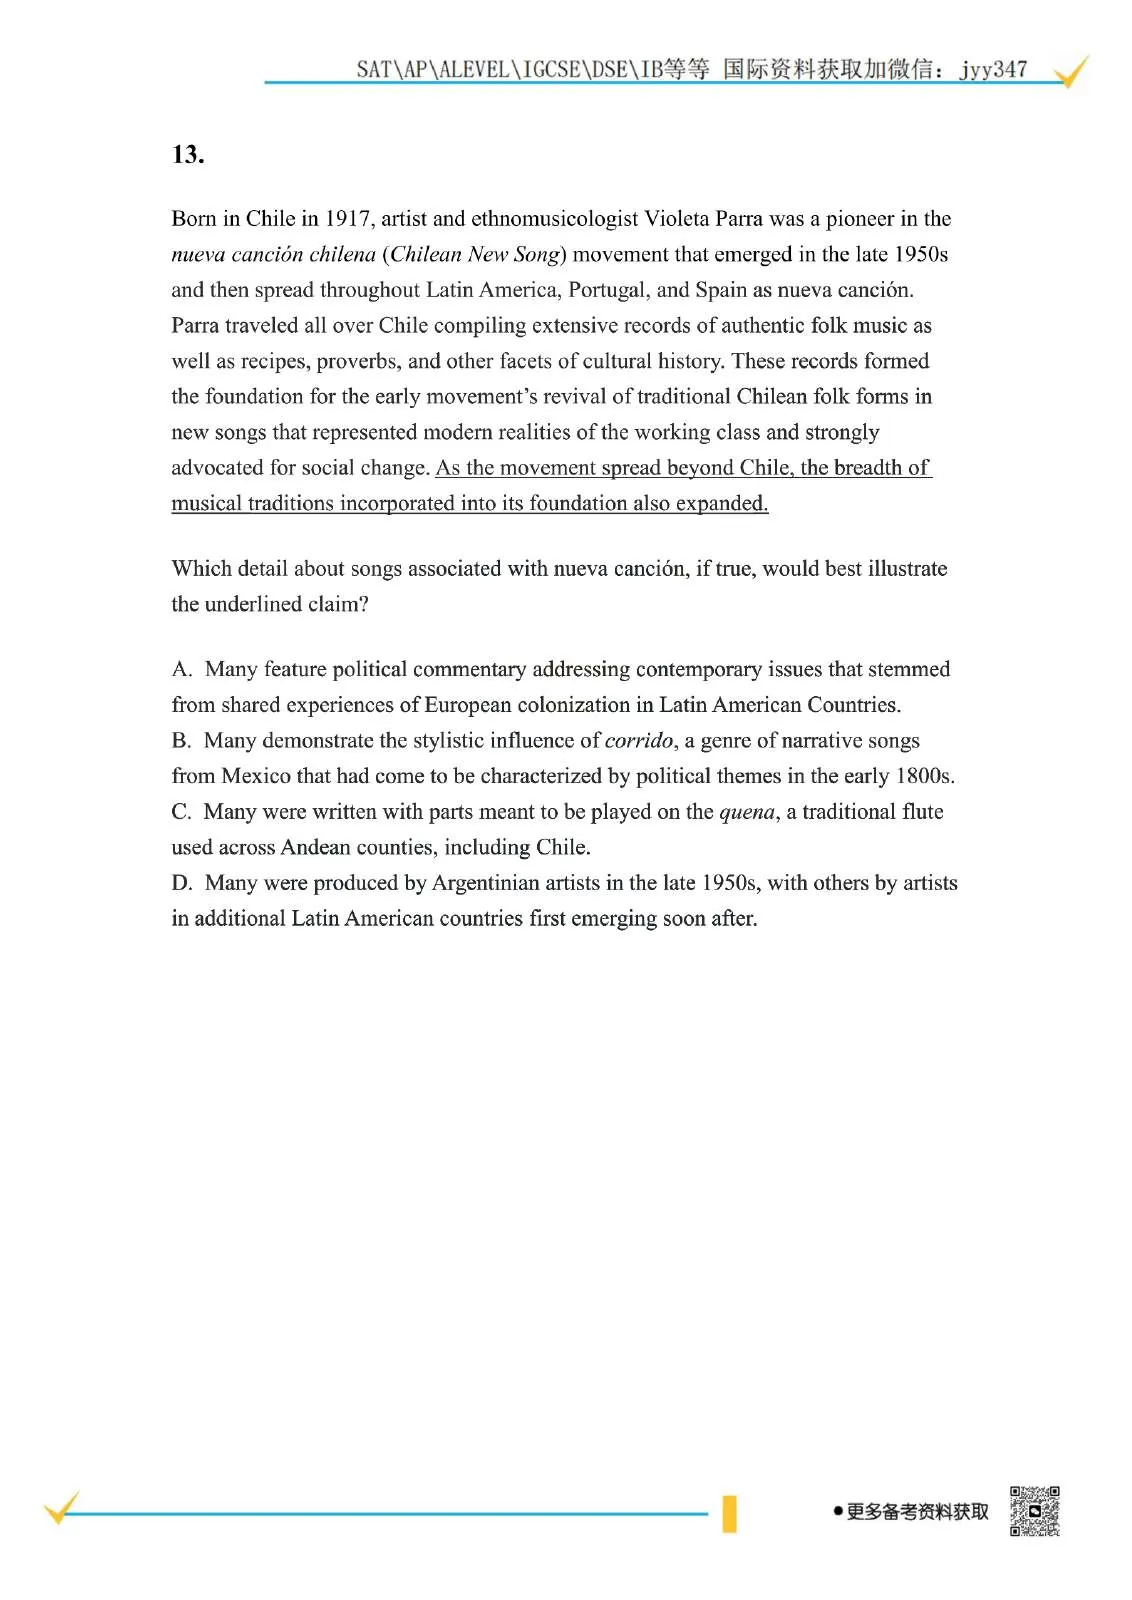 SAT\AP\ALEVEL\IGCSE\DSE\IB等等 国际资料获取加微信：jyy347
13.
Born in Chile in 1917, artist and ethnomusicologist Violeta Parra was a pioneer in the
nueva canción chilena (Chilean New Song) movement that emerged in the late 1950s
and then spread throughout Latin America, Portugal, and Spain as nueva canción.
Parra traveled all over Chile compiling extensive records of authentic folk music as
well as recipes, proverbs, and other facets of cultural history. These records formed
the foundation for the early movement's revival of traditional Chilean folk forms in
new songs that represented modern realities of the working class and strongly
advocated for social change. As the movement spread beyond Chile, the breadth of
musical traditions incorporated into its foundation also expanded.
Which detail about songs associated with nueva canción, if true, would best illustrate
the underlined claim?
A. Many feature political commentary addressing contemporary issues that stemmed
from shared experiences of European colonization in Latin American Countries.
B. Many demonstrate the stylistic influence of corrido, a genre of narrative songs
from Mexico that had come to be characterized by political themes in the early 1800s.
C. Many were written with parts meant to be played on the quena, a traditional flute
used across Andean counties, including Chile.
D. Many were produced by Argentinian artists in the late 1950s, with others by artists
in additional Latin American countries first emerging soon after.
●更多备考资料获取